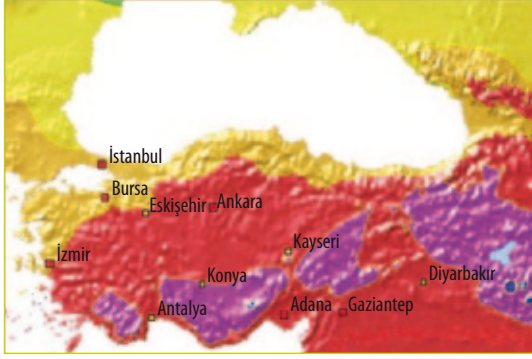 İstanbul
Bursa
Eskişehir
Ankara
İzmir
Kayseri
Konya
Diyarbakır
Antalya
Adana
Gaziantep